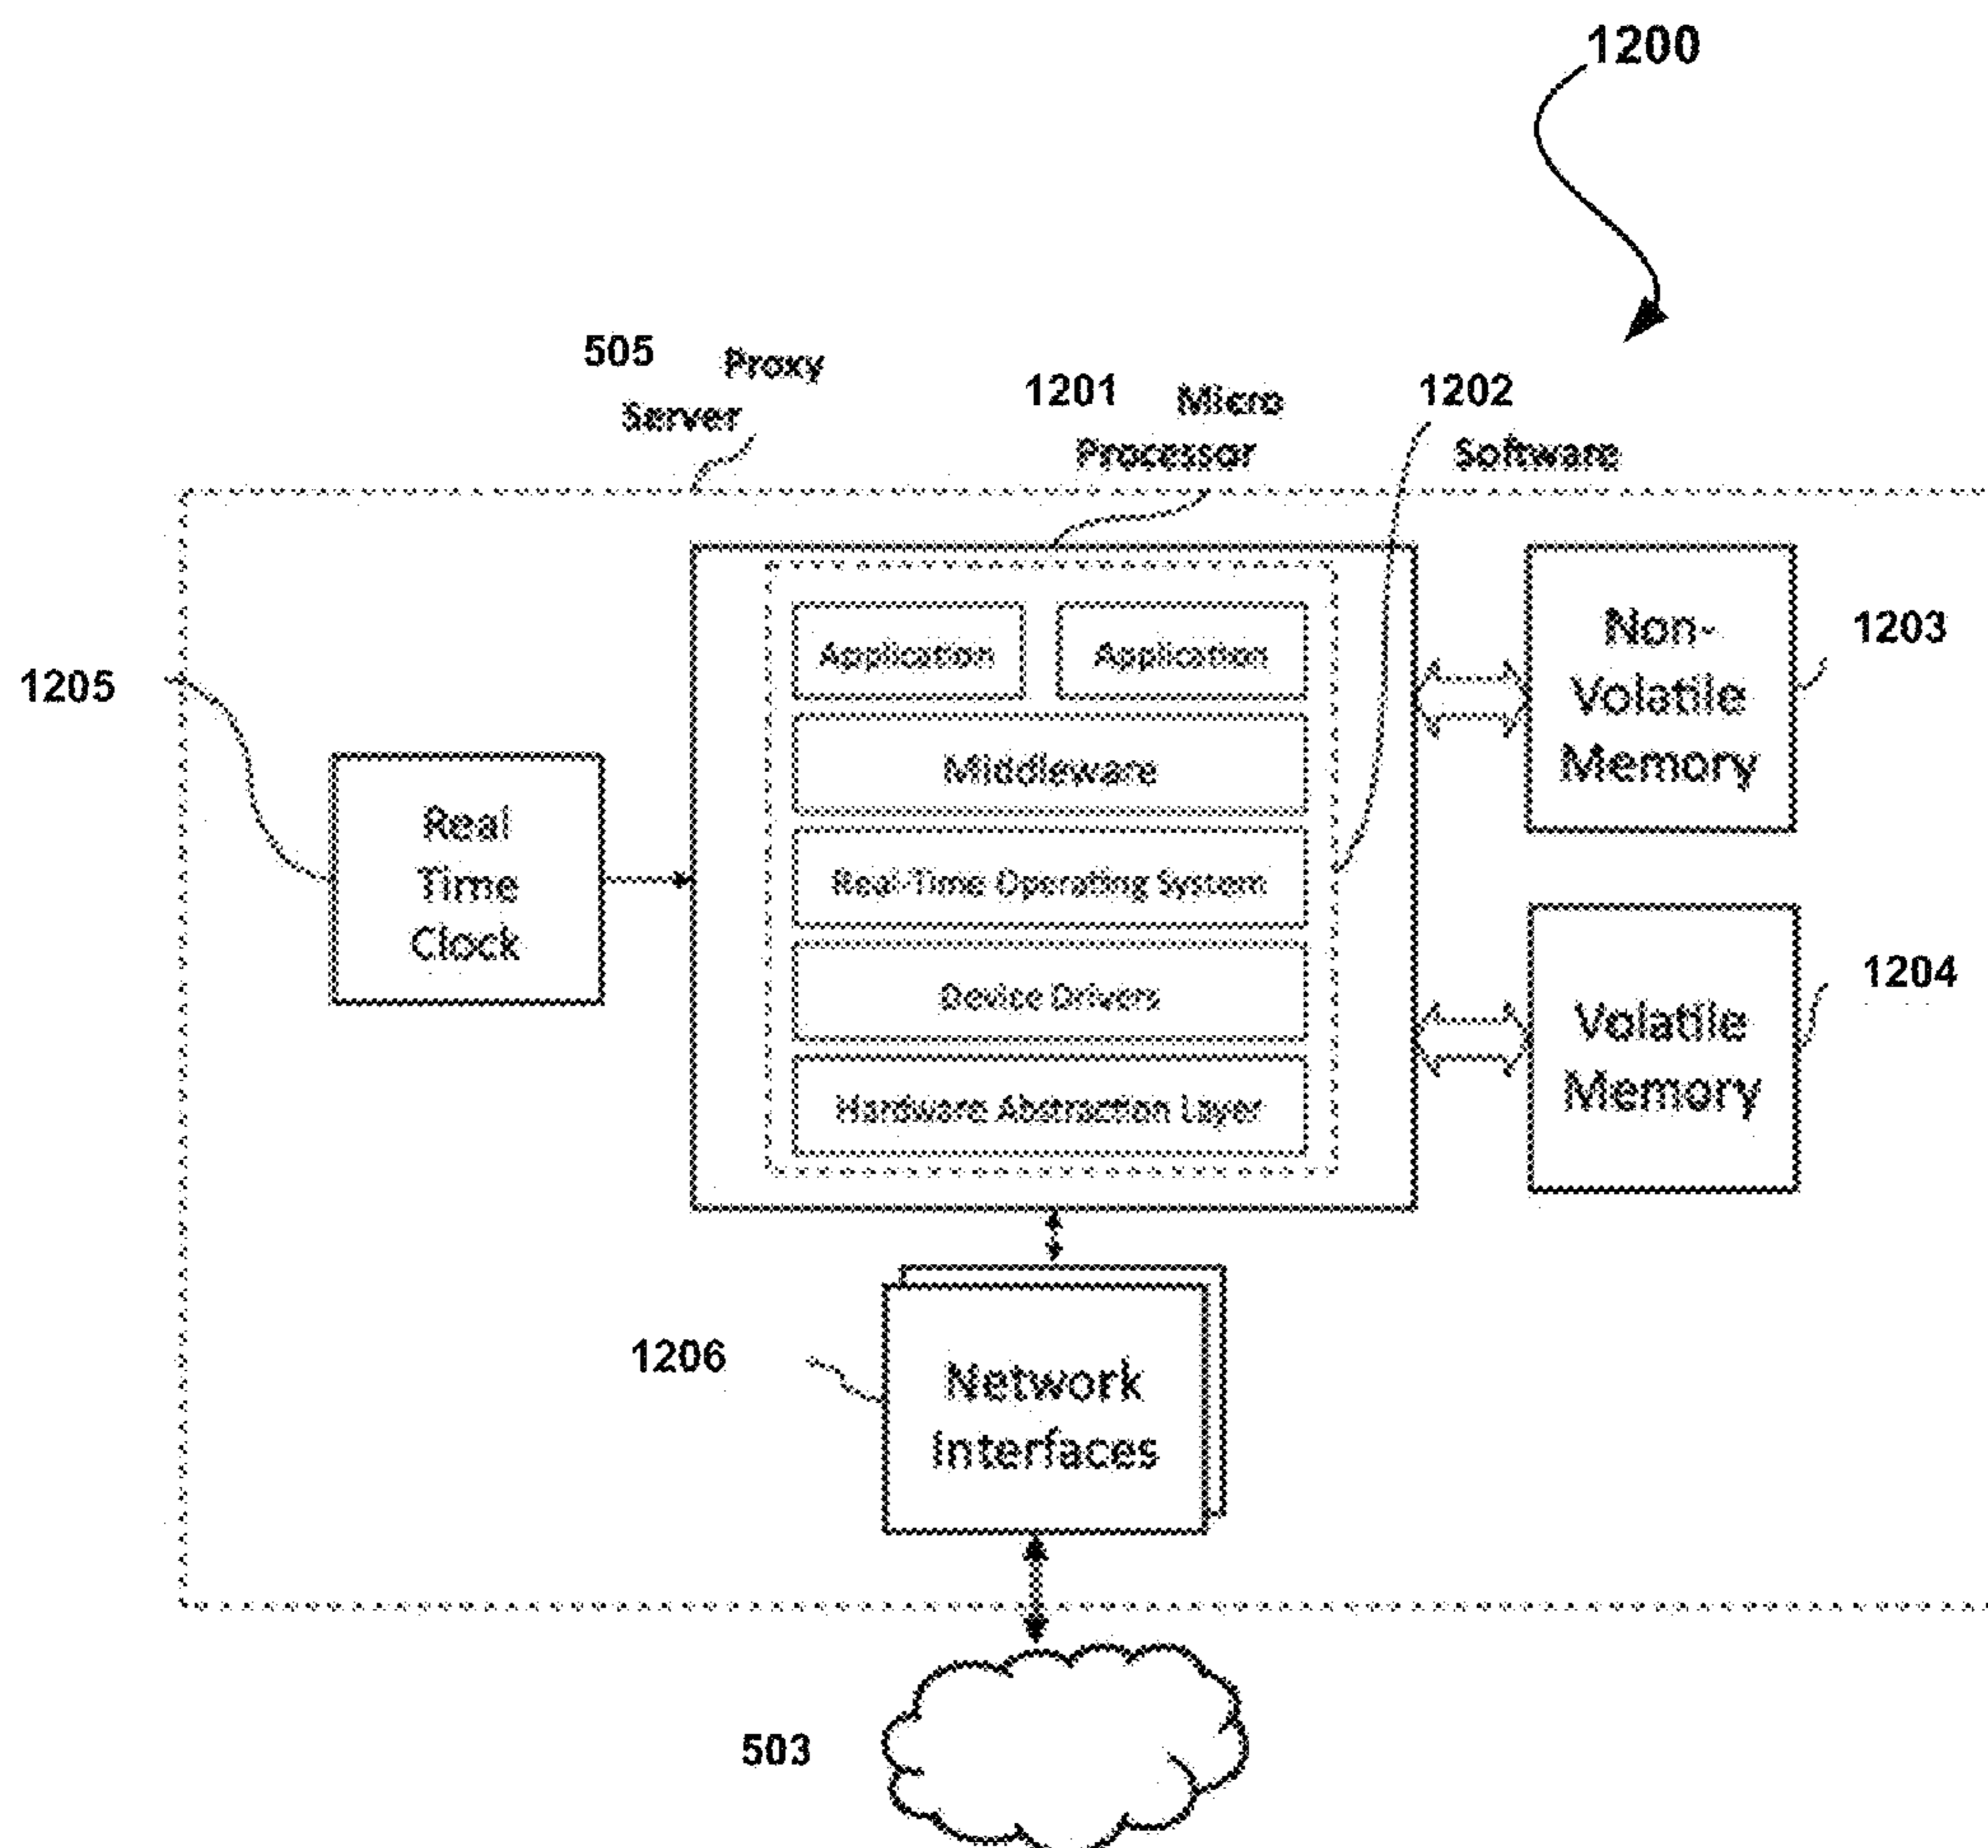 1200
505 Proxy
Server
1201 Micro
Processor
1202
Software
Application
Application
Middleware
Real-Time Operating System
Device Drivers
Hardware Abstraction Layer
Non-
Volatile
Memory
1203
1205
Real
Time
Clock
Volatile
Memory
1204
1206
Network
Interfaces
503